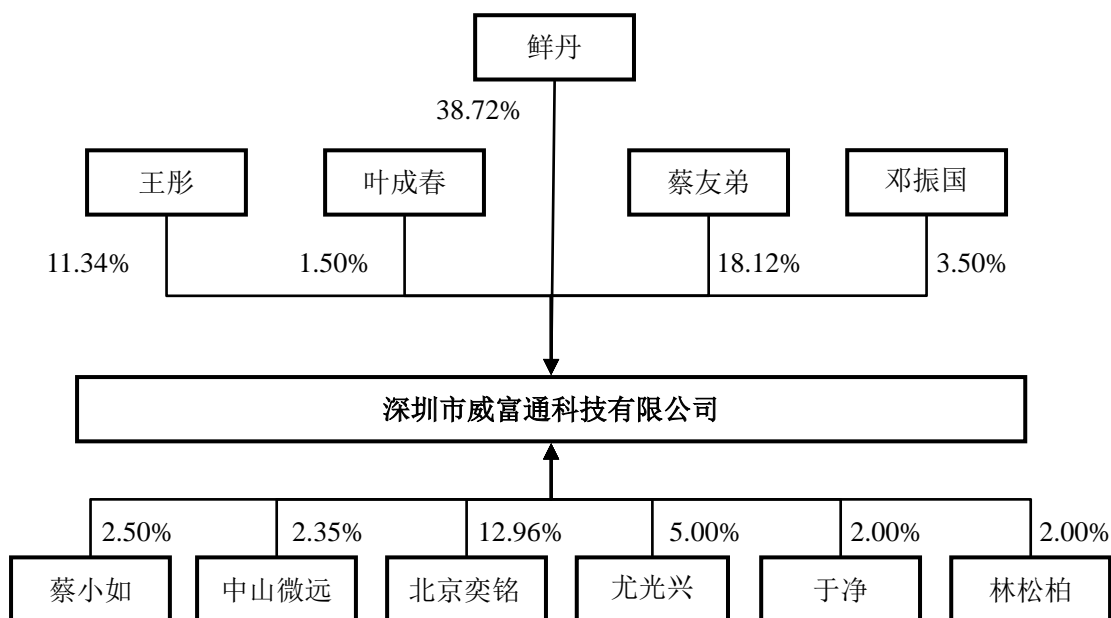 鲜丹
38.72%
王彤
叶成春
蔡友弟
邓振国
11.34%
1.50%
18.12%
3.50%
深圳市威富通科技有限公司
2.50%
2.35%
12.96%
5.00%
2.00%
2.00%
蔡小如
中山微远
北京奕铭
尤光兴
于净
林松柏